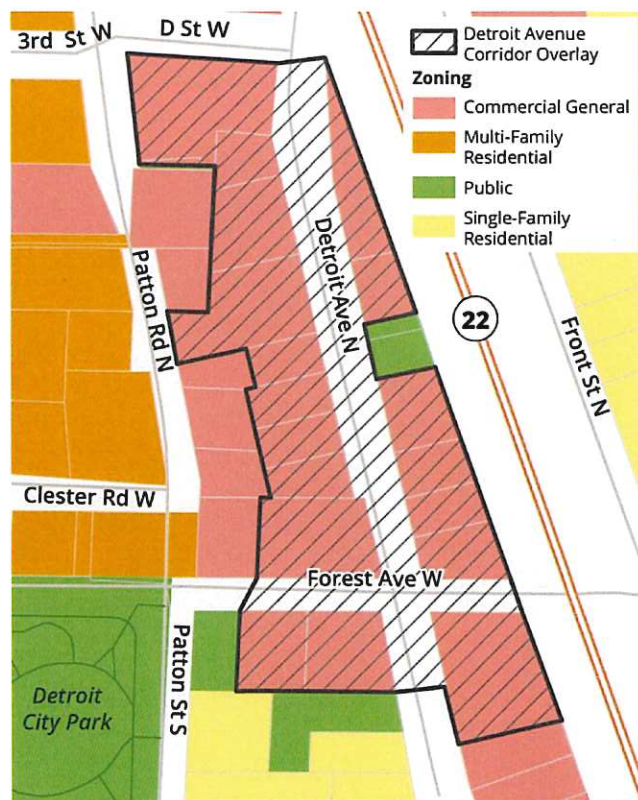 3rd St W
D St W
Detroit Avenue
Corridor Overlay
Zoning
Commercial General
Multi-Family
Residential
Public
Single-Family
Residential
Patton Rd N
Detroit Ave N
22
Front St N
Clester Rd W
Forest Ave W
Patton St S
Detroit
City Park